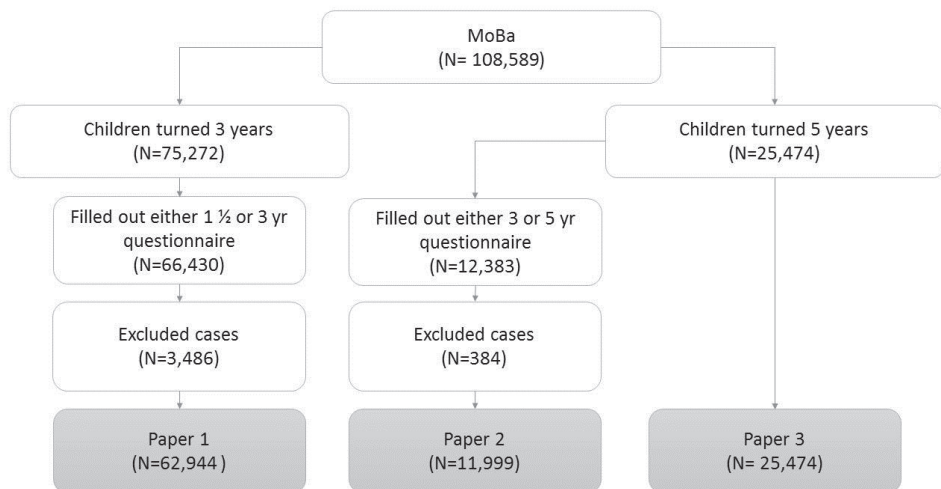 MoBa
(N= 108,589)
Children turned 3 years
(N=75,272)
Children turned 5 years
(N=25,474)
Filled out either 1 ½ or 3 yr
questionnaire
(N=66,430)
Filled out either 3 or 5 yr
questionnaire
(N=12,383)
Excluded cases
(N=3,486)
Excluded cases
(N=384)
Paper 1
(N=62,944 )
Paper 2
(N=11,999)
Paper 3
(N= 25,474)